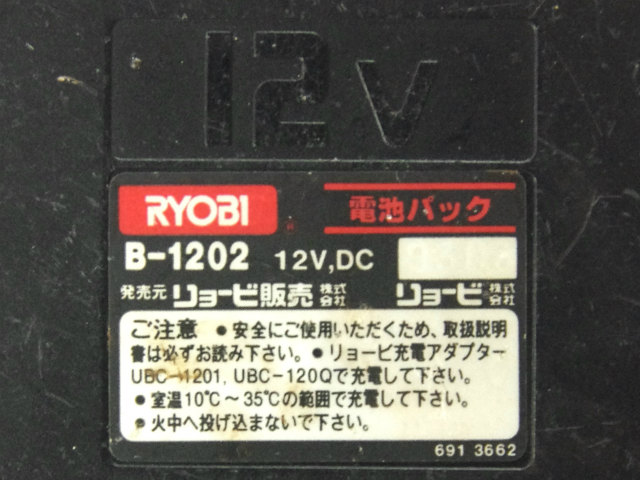 12V
RYOBI ® 電池パック
B-1202 12V,DC
発売元 リョービ販売株式会社 リョービ株式会社
ご注意 ●安全にご使用いただくため、取扱説明
書は必ずお読み下さい。●リョービ充電アダプター
UBC-1201, UBC-120Qで充電して下さい。
●室温10℃～35℃の範囲で充電して下さい。
●火中へ投げ込まないで下さい。
691 3662